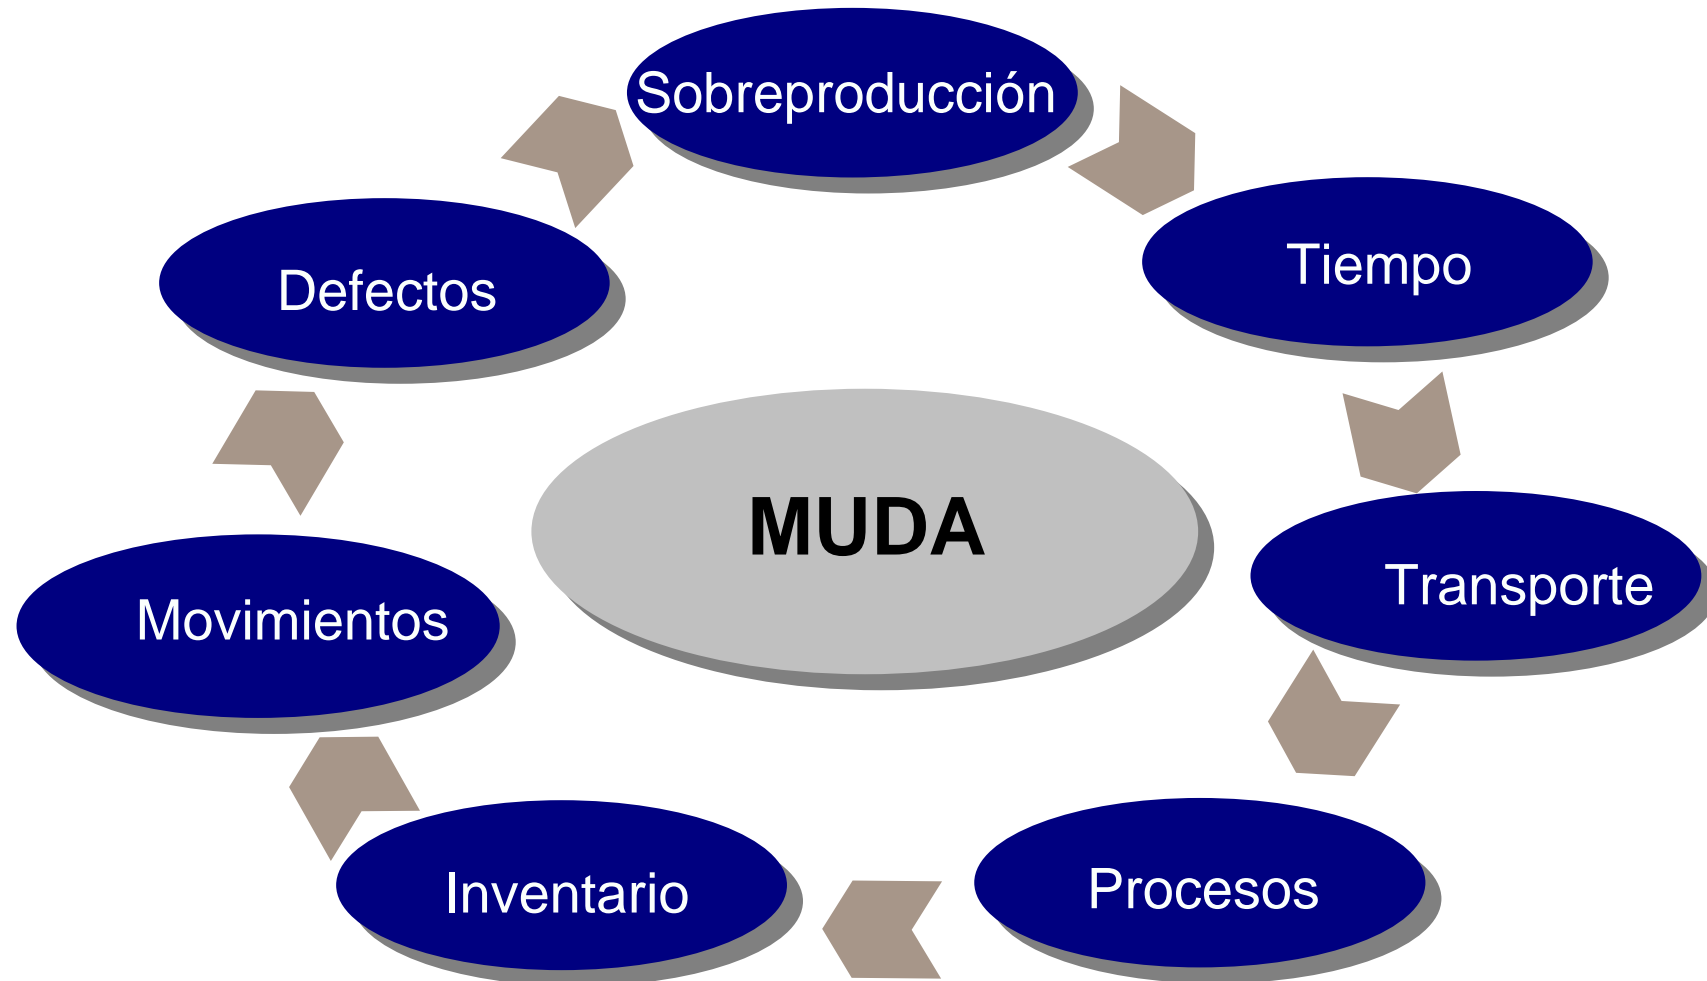 Sobreproducción
Tiempo
Defectos
MUDA
Transporte
Movimientos
Procesos
Inventario